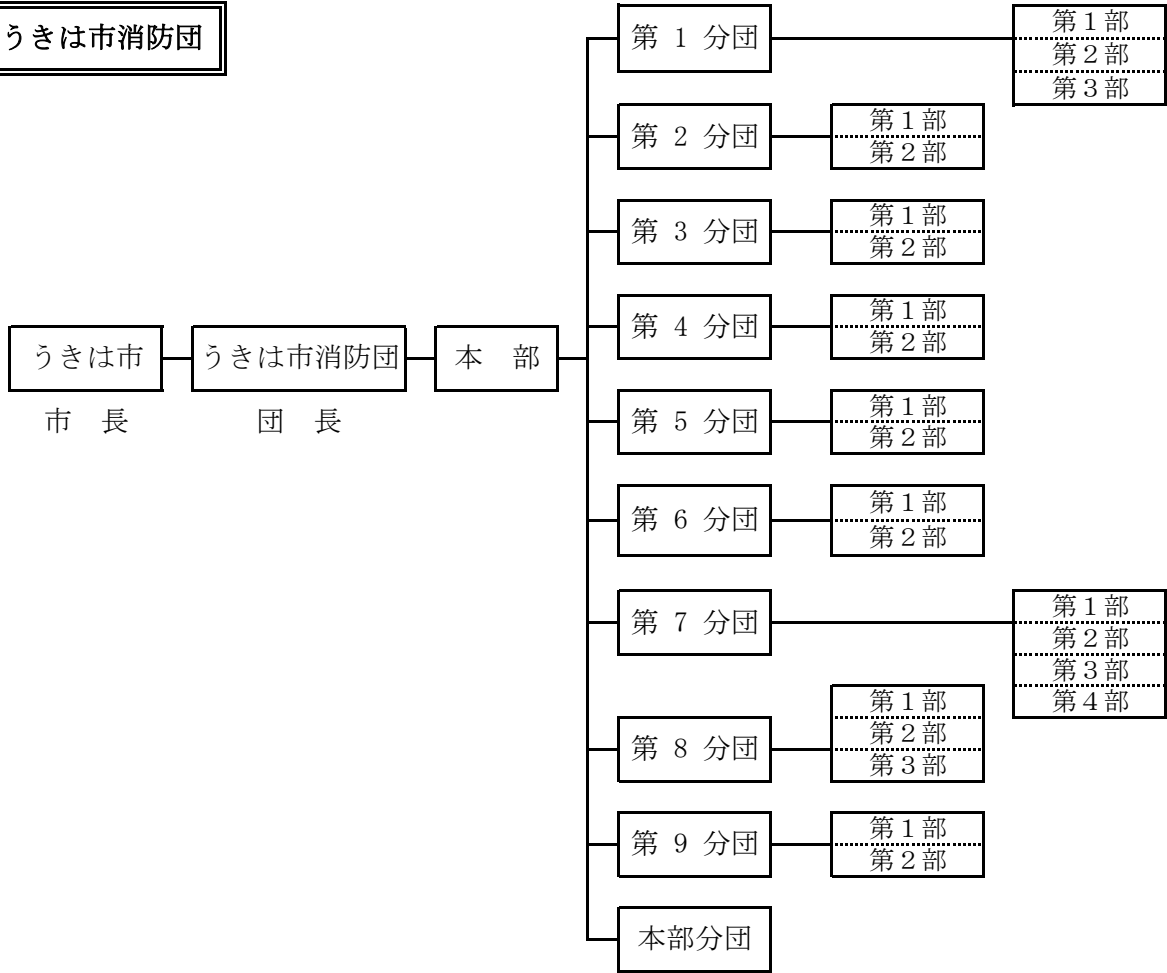 うきは市消防団
第 1 分団
第１部
第２部
第３部
第 2 分団
第１部
第２部
第 3 分団
第１部
第２部
第 4 分団
第１部
第２部
うきは市
うきは市消防団
本　部
市　長
団　長
第 5 分団
第１部
第２部
第 6 分団
第１部
第２部
第 7 分団
第１部
第２部
第３部
第４部
第 8 分団
第１部
第２部
第３部
第 9 分団
第１部
第２部
本部分団